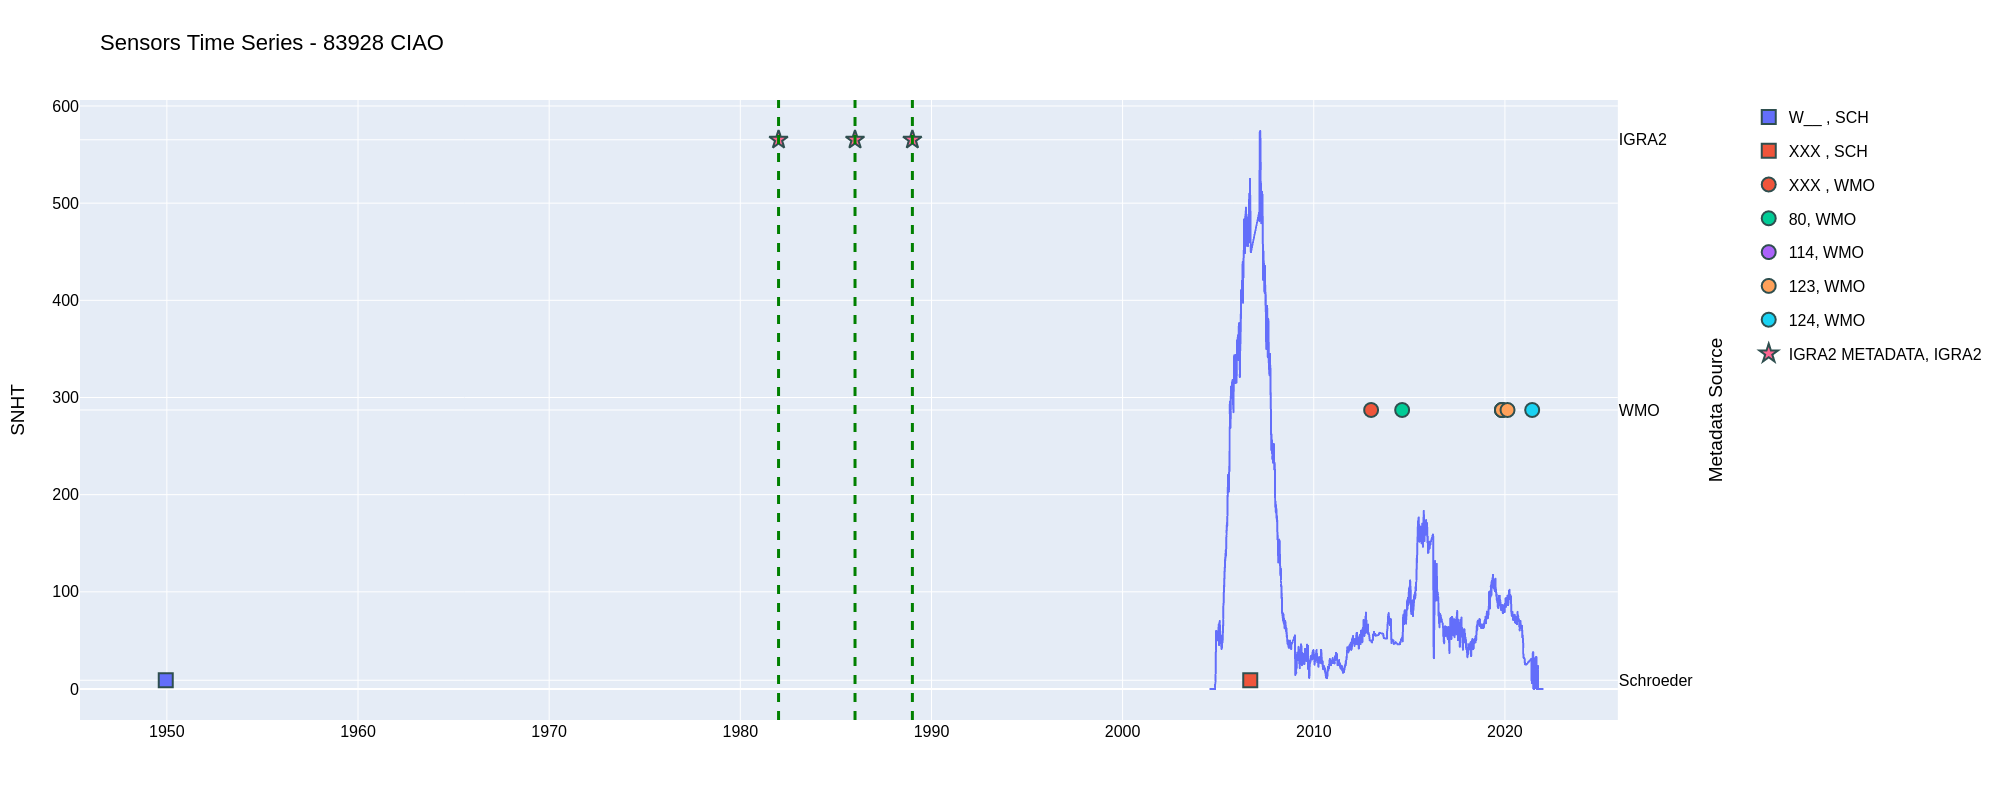 Sensors Time Series - 83928 CIAO
600
500
400
300
200
100
0
SNHT
1950
1960
1970
1980
1990
2000
2010
2020
IGRA2
WMO
Schroeder
Metadata Source
W__ , SCH
XXX , SCH
XXX , WMO
80, WMO
114, WMO
123, WMO
124, WMO
IGRA2 METADATA, IGRA2